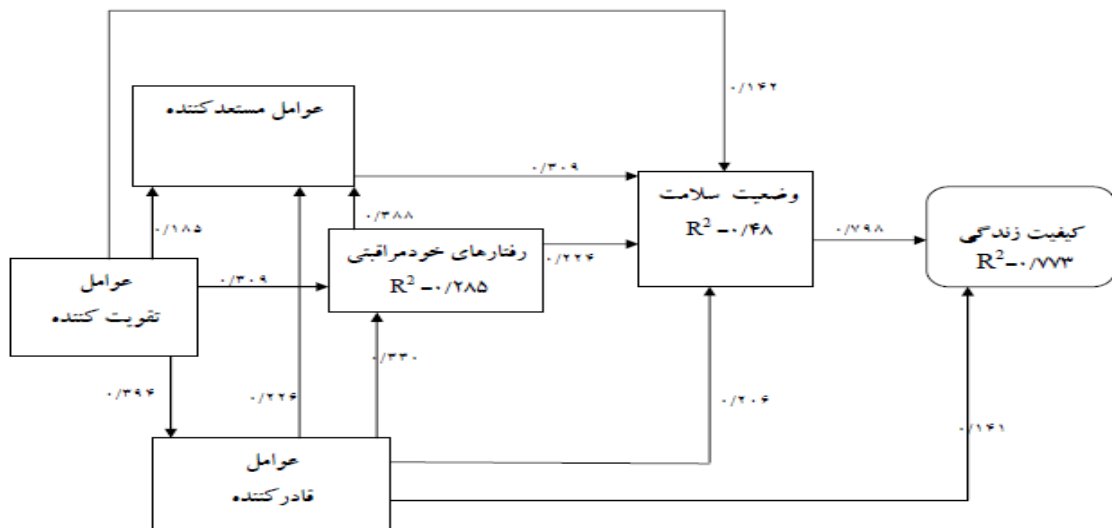 ۰/۱۴۲
عوامل مستعدکننده
۰/۳۰۹
وضعیت سلامت
R² -۰/۴۸
۰/۳۸۸
۰/۱۸۵
رفتارهای خودمراقبتی
R² -۰/۲۸۵
۰/۲۲۴
۰/۷۹۸
کیفیت زندگی
R²-۰/۷۷۳
عوامل
تقویت کننده
۰/۳۰۹
۰/۳۳۰
۰/۳۹۴
۰/۲۲۶
۰/۲۰۶
۰/۱۴۱
عوامل
قادرکننده